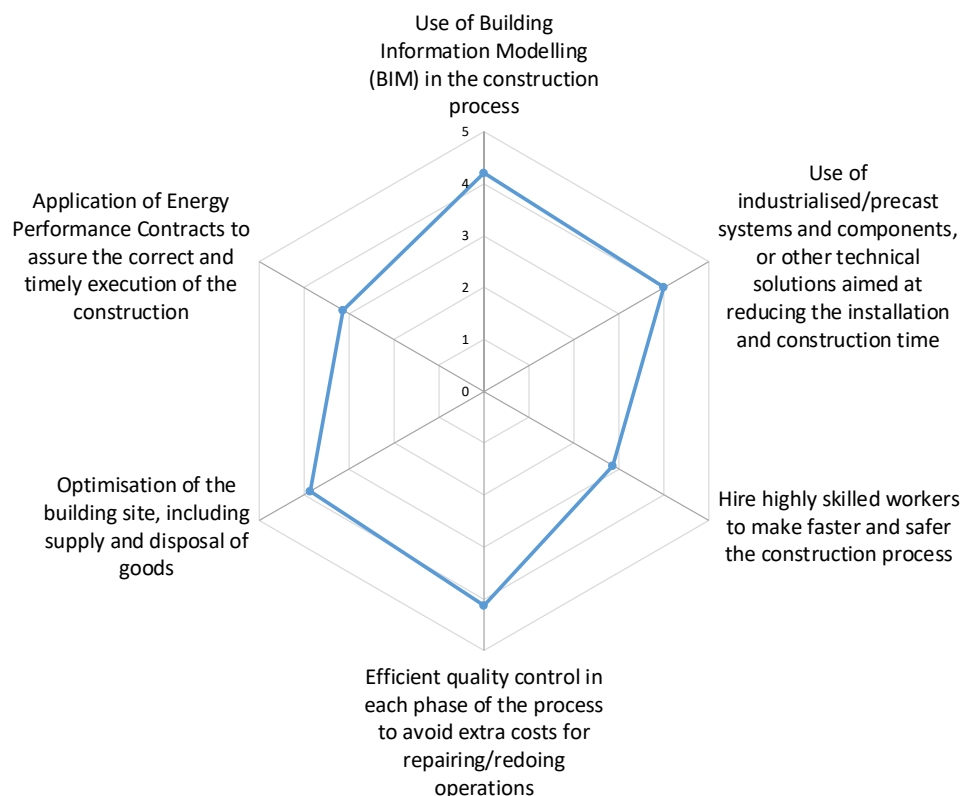 Use of Building
Information Modelling
(BIM) in the construction
process
5
4
3
2
1
0
Use of
industrialised/precast
systems and components,
or other technical
solutions aimed at
reducing the installation
and construction time
Hire highly skilled workers
to make faster and safer
the construction process
Efficient quality control in
each phase of the process
to avoid extra costs for
repairing/redoing
operations
Optimisation of the
building site, including
supply and disposal of
goods
Application of Energy
Performance Contracts to
assure the correct and
timely execution of the
construction